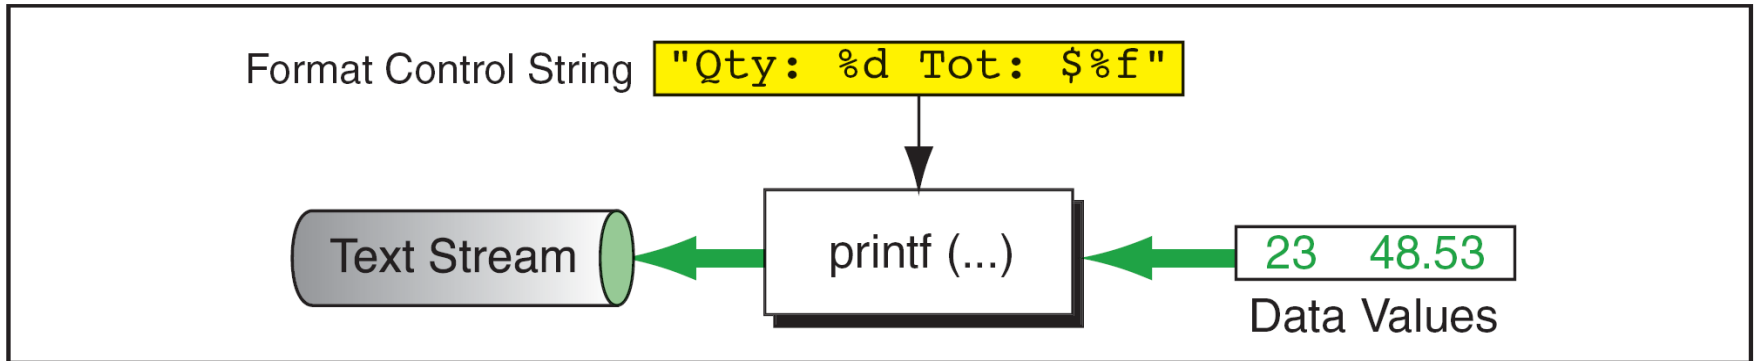 Format Control String "Qty: %d Tot: $%f"
Text Stream printf (...) 23 48.53
Data Values